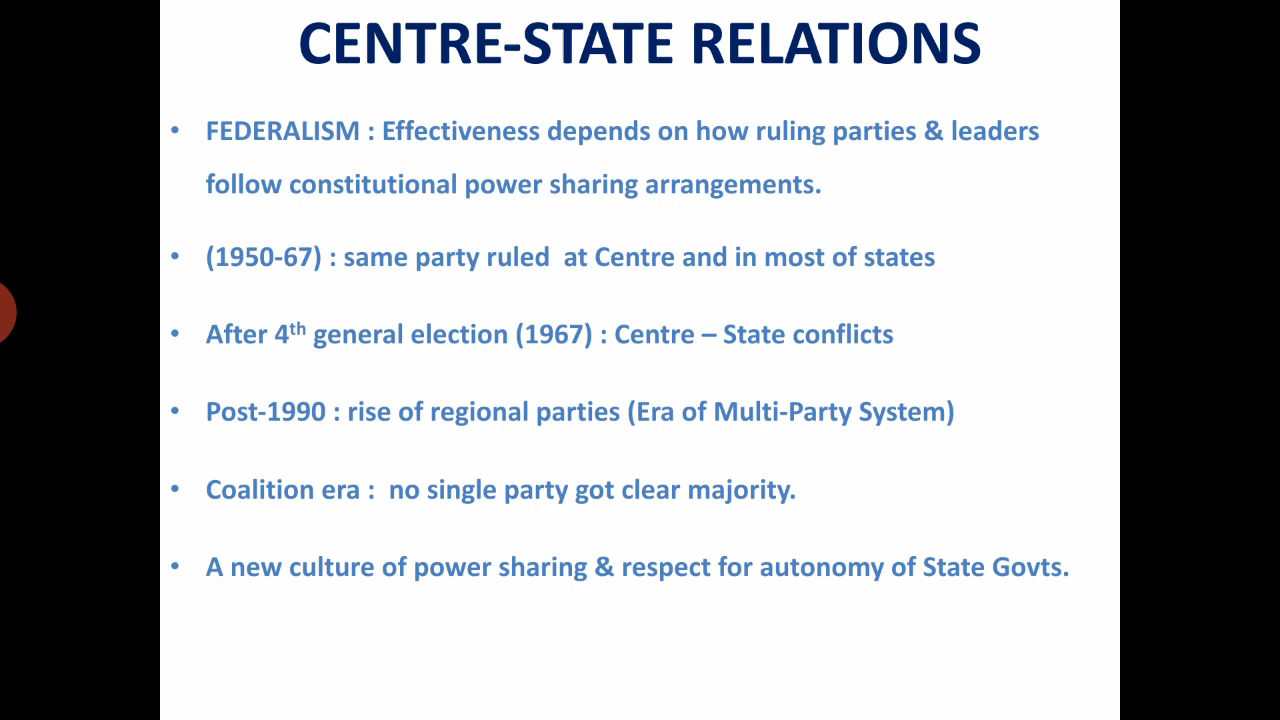 CENTRE-STATE RELATIONS
• FEDERALISM : Effectiveness depends on how ruling parties & leaders
follow constitutional power sharing arrangements.
• (1950-67) : same party ruled  at Centre and in most of states
• After 4th general election (1967) : Centre – State conflicts
• Post-1990 : rise of regional parties (Era of Multi-Party System)
• Coalition era :  no single party got clear majority.
• A new culture of power sharing & respect for autonomy of State Govts.